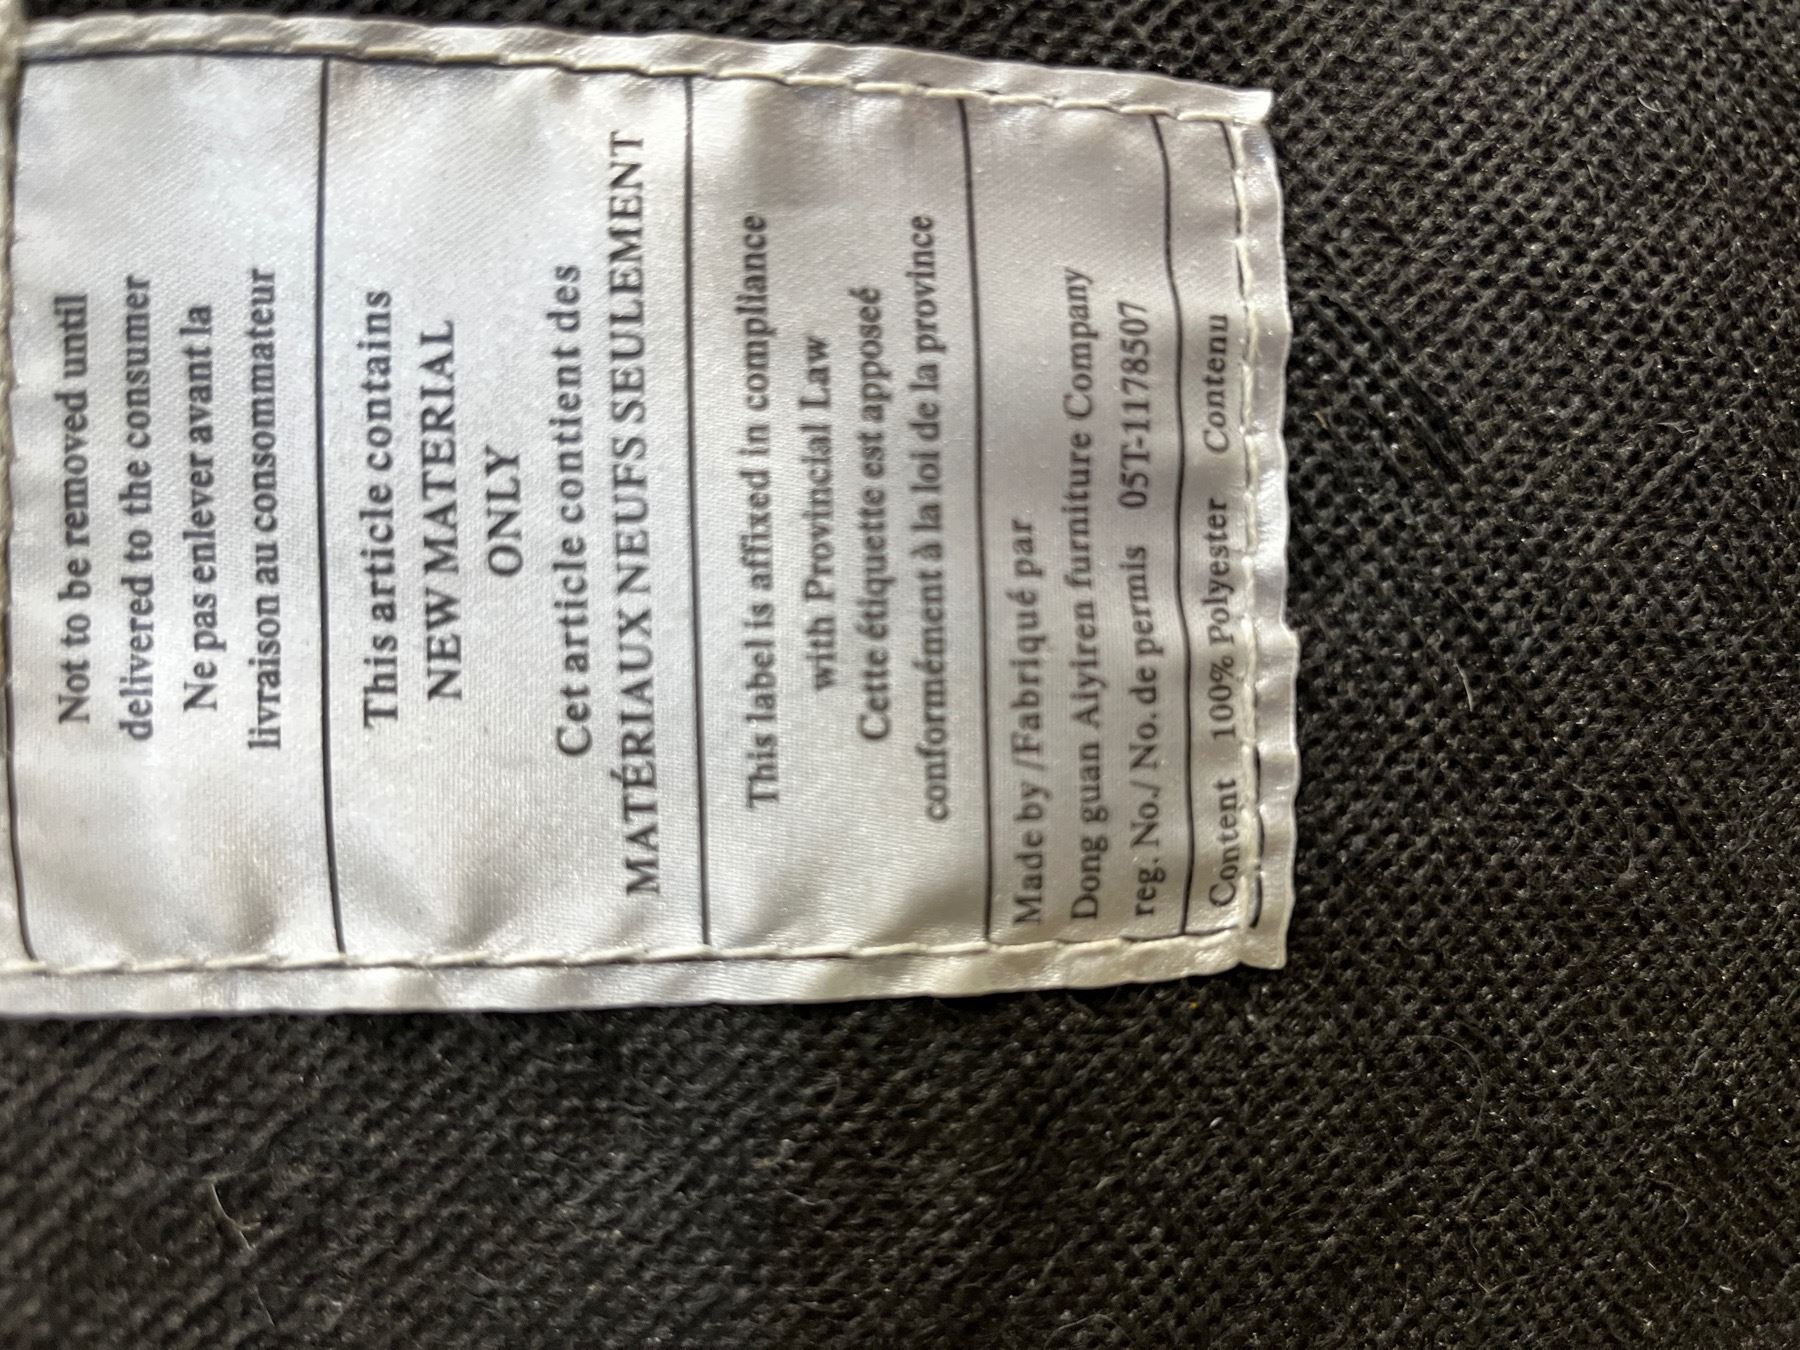 Not to be removed until
delivered to the consumer
Ne pas enlever avant la
livraison au consommateur
This article contains
NEW MATERIAL
ONLY
Cet article contient des
MATÉRIAUX NEUFS SEULEMENT
This label is affixed in compliance
with Provincial Law
Cette étiquette est apposeé
conformément à la loi de la province
Made by /Fabriqué par
Dong guan Aiyiren furniture Company
reg. No./ No. de permis 05T-1178507
Content 100% Polyester Contenu